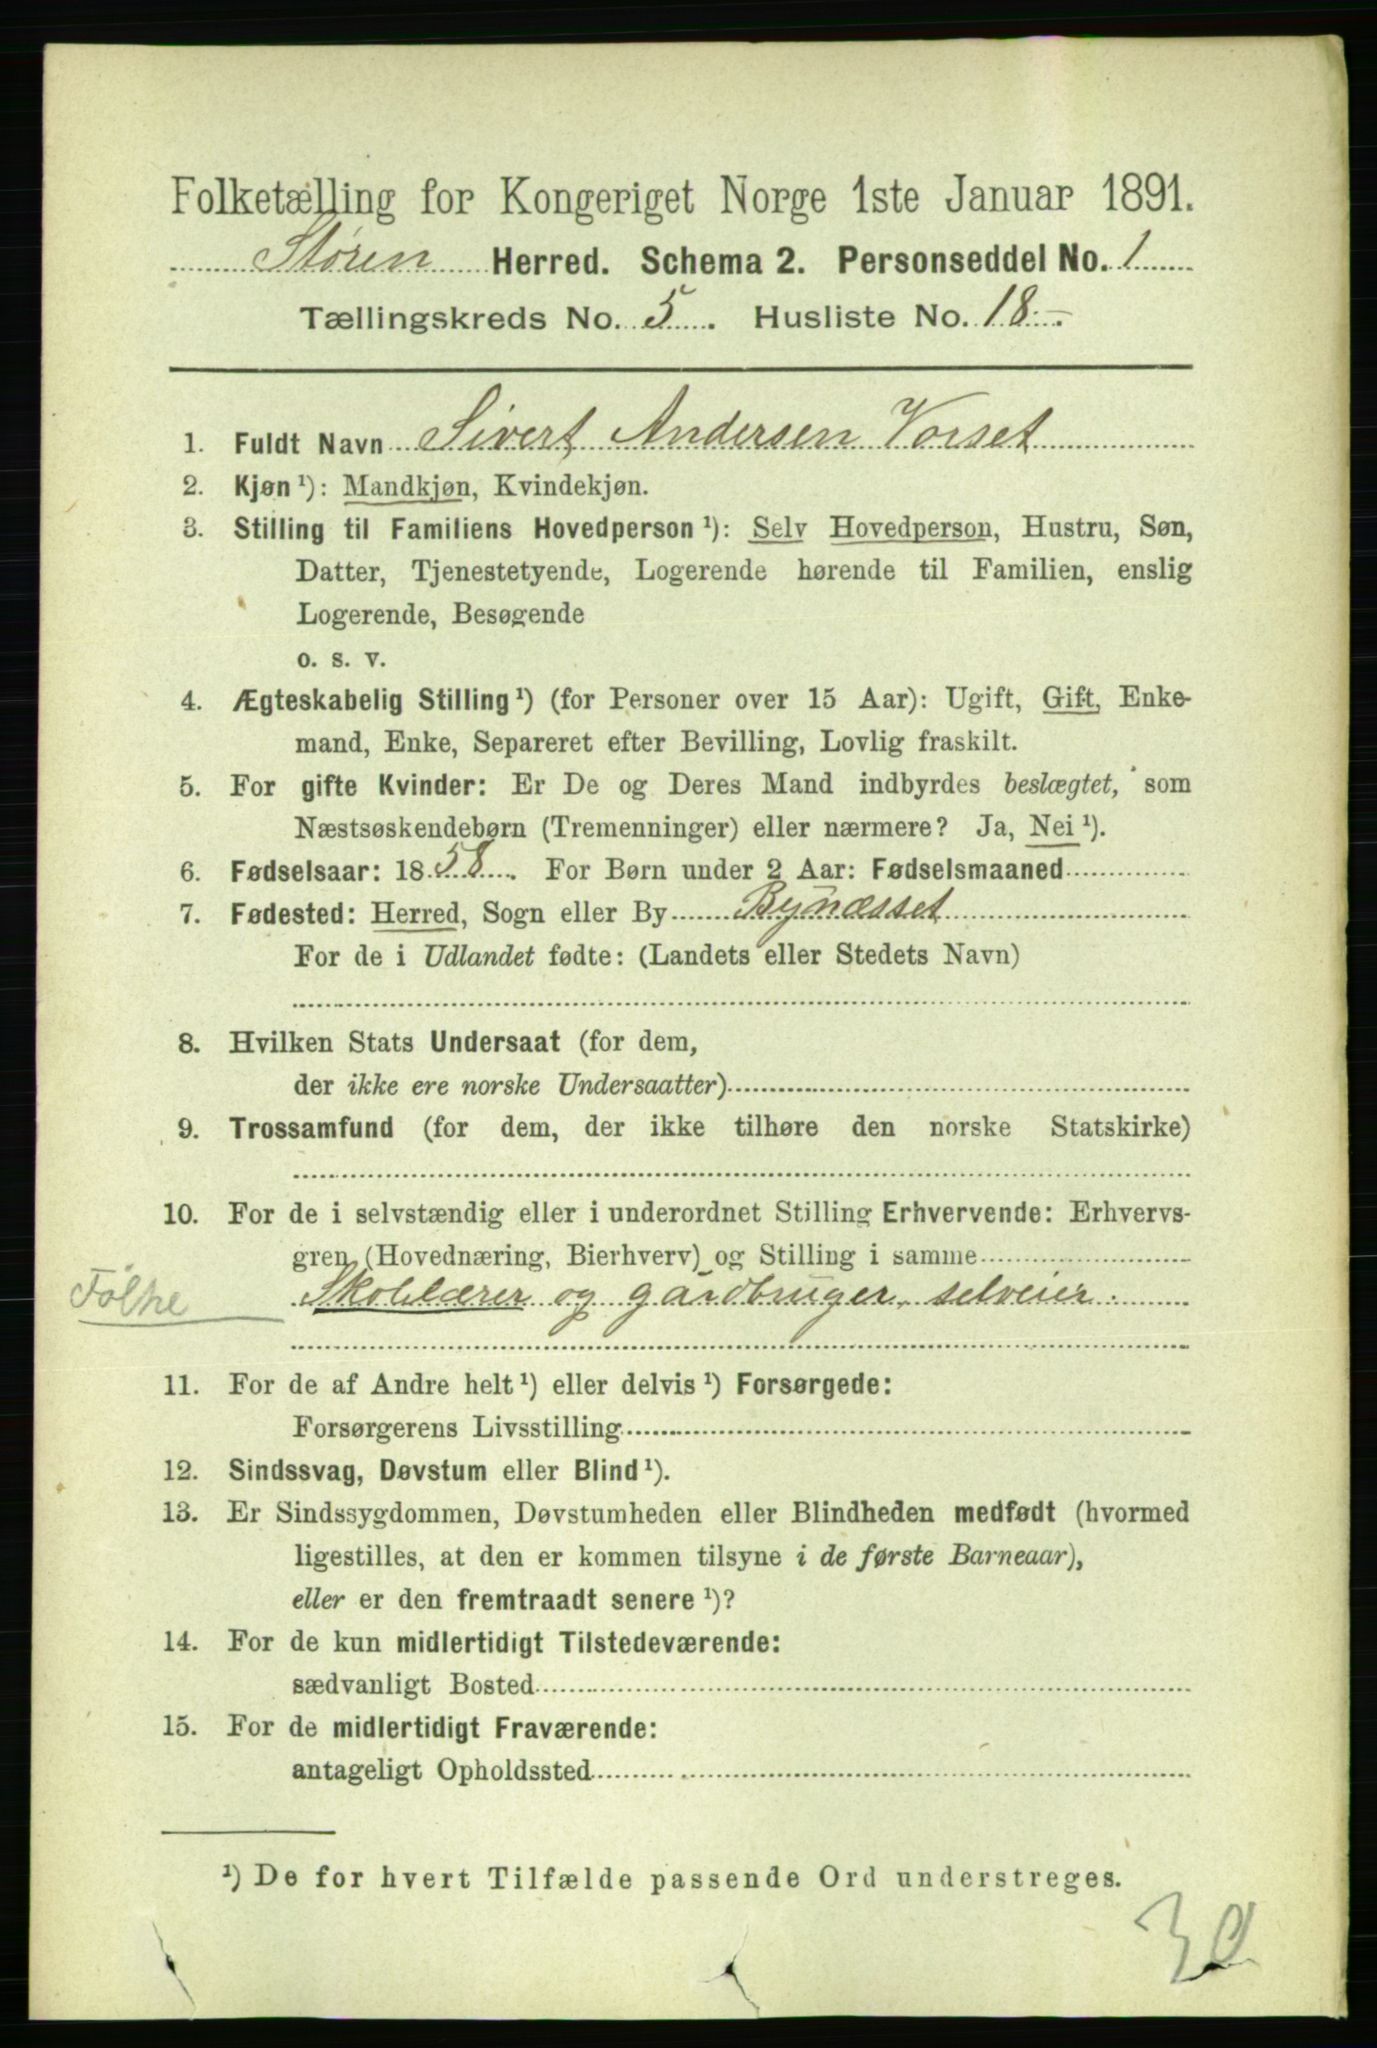 Folketælling for Kongeriget Norge 1ste Januar 1891.
Støren Herred. Schema 2. Personseddel No. 1
Tællingskreds No. 5. Husliste No. 18.-
1. Fuldt Navn Sivert Andersen Vorset
2. Kjøn ¹): Mandkjøn, Kvindekjøn.
3. Stilling til Familiens Hovedperson ¹): Selv Hovedperson, Hustru, Søn,
Datter, Tjenestetyende, Logerende hørende til Familien, enslig
Logerende, Besøgende
o. s. v.
4. Ægteskabelig Stilling ¹) (for Personer over 15 Aar): Ugift, Gift, Enke-
mand, Enke, Separeret efter Bevilling, Lovlig fraskilt.
5. For gifte Kvinder: Er De og Deres Mand indbyrdes beslægtet, som
Næstsøskendebørn (Tremenninger) eller nærmere? Ja, Nei ¹).
6. Fødselsaar: 1858. For Børn under 2 Aar: Fødselsmaaned
7. Fødested: Herred, Sogn eller By Bynæsset
For de i Udlandet fødte: (Landets eller Stedets Navn)
8. Hvilken Stats Undersaat (for dem,
der ikke ere norske Undersaatter)
9. Trossamfund (for dem, der ikke tilhøre den norske Statskirke)
10. For de i selvstændig eller i underordnet Stilling Erhvervende: Erhvervs-
gren (Hovednæring, Bierhverv) og Stilling i samme
Skolelærer og gårdbruger, selveier.
11. For de af Andre helt ¹) eller delvis ¹) Forsørgede:
Forsørgerens Livsstilling
12. Sindssvag, Døvstum eller Blind ¹).
13. Er Sindssygdommen, Døvstumheden eller Blindheden medfødt (hvormed
ligestilles, at den er kommen tilsyne i de første Barneaar),
eller er den fremtraadt senere ¹)?
14. For de kun midlertidigt Tilstedeværende:
sædvanligt Bosted
15. For de midlertidigt Fraværende:
antageligt Opholdssted
¹) De for hvert Tilfælde passende Ord understreges.
30